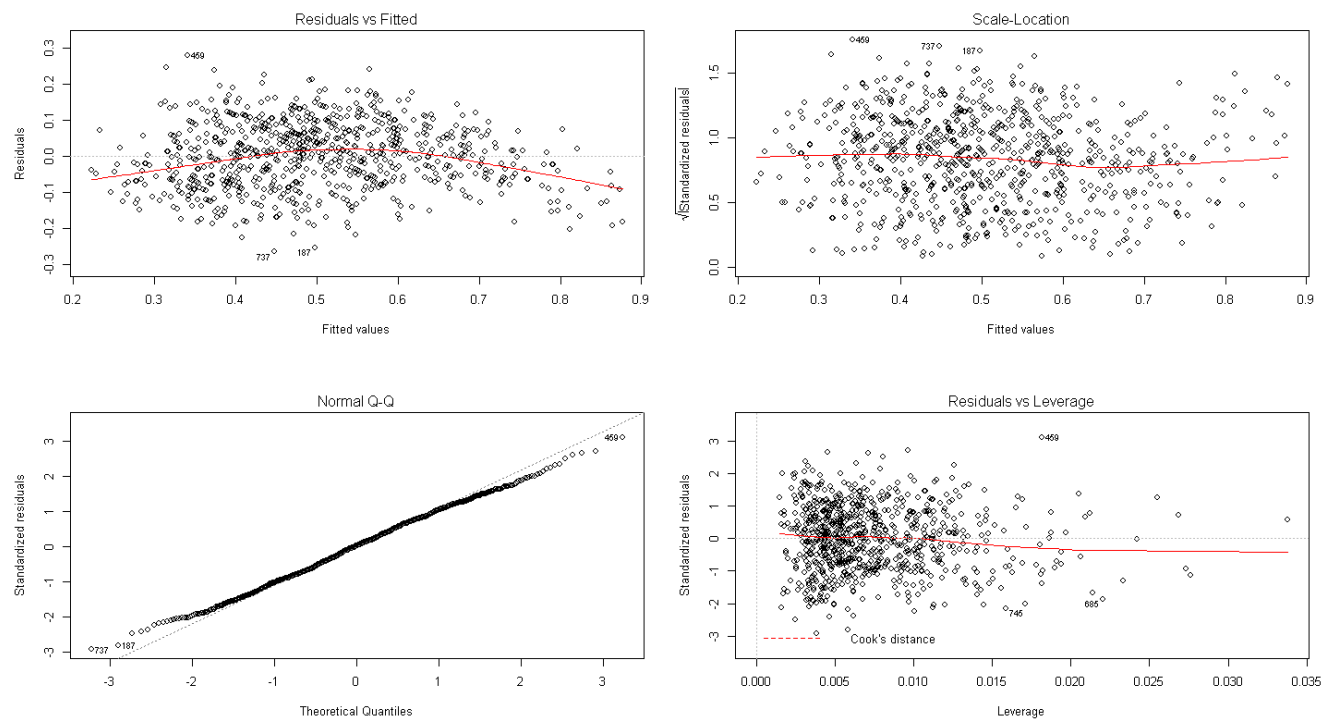 Residuals vs Fitted
Residuals
0.3
0.2
0.1
0.0
-0.1
-0.2
-0.3
459
737
187
0.2 0.3 0.4 0.5 0.6 0.7 0.8 0.9
Fitted values
Scale-Location
√|Standardized residuals|
1.5
1.0
0.5
0.0
459
737
187
0.2 0.3 0.4 0.5 0.6 0.7 0.8 0.9
Fitted values
Normal Q-Q
Standardized residuals
3
2
1
0
-1
-2
-3
459
187
737
-3 -2 -1 0 1 2 3
Theoretical Quantiles
Residuals vs Leverage
Standardized residuals
3
2
1
0
-1
-2
-3
459
685
745
Cook's distance
0.000 0.005 0.010 0.015 0.020 0.025 0.030 0.035
Leverage